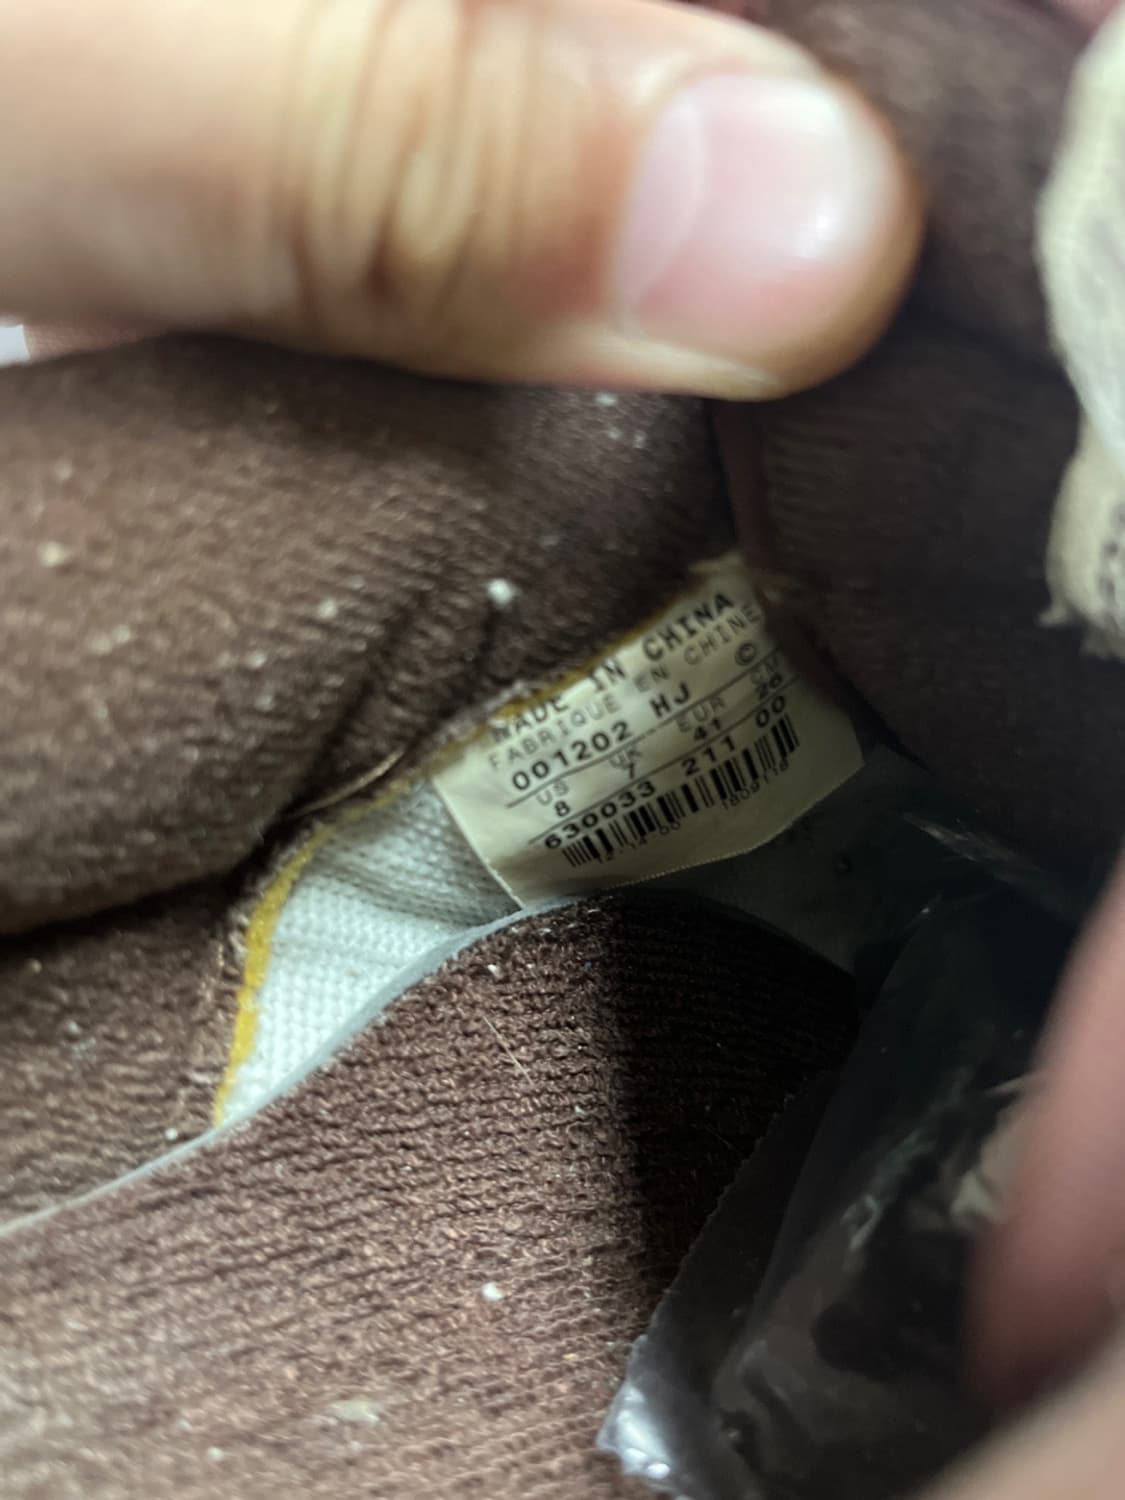 MADE IN CHINA
FABRIQUE EN CHINE
001202 HJ ©
US UK EUR CM
8 7 41 26
630033 211 00